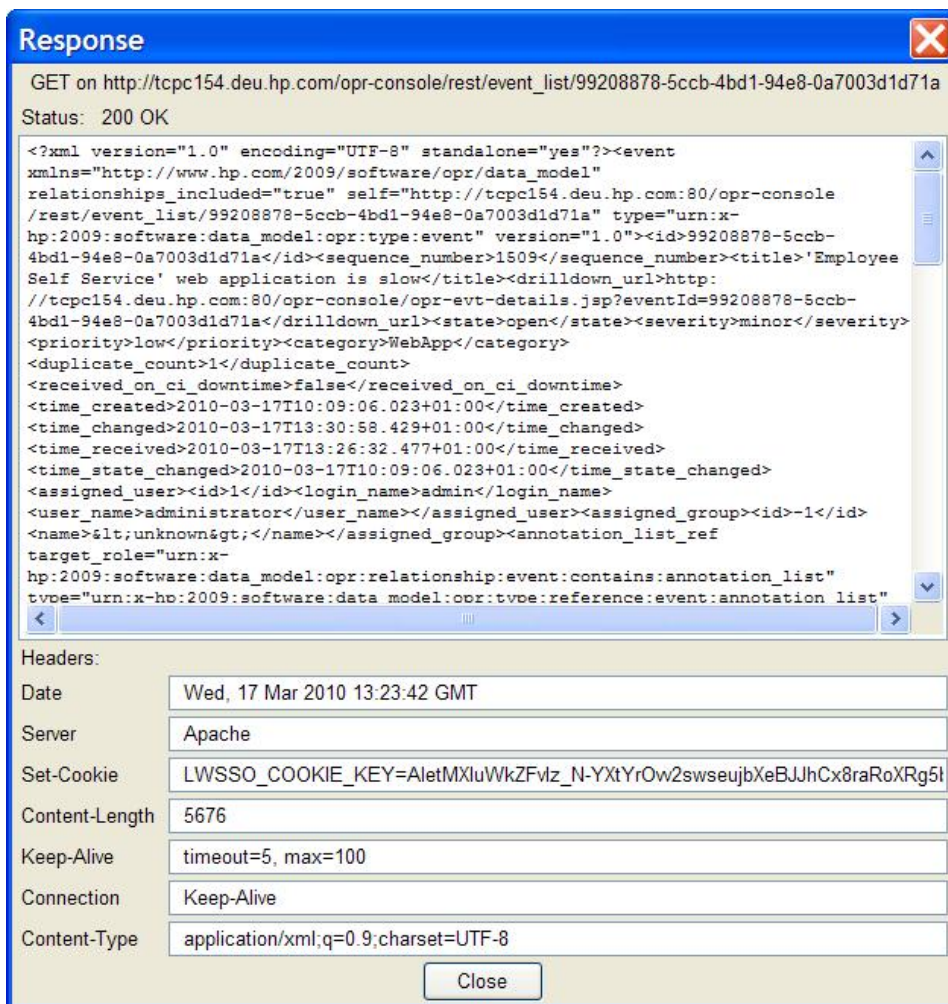 Response
GET on http://tcpc154.deu.hp.com/opr-console/rest/event_list/99208878-5ccb-4bd1-94e8-0a7003d1d71a
Status: 200 OK
<?xml version="1.0" encoding="UTF-8" standalone="yes"?><event
xmlns="http://www.hp.com/2009/software/opr/data_model"
relationships_included="true" self="http://tcpc154.deu.hp.com:80/opr-console
/rest/event_list/99208878-5ccb-4bd1-94e8-0a7003d1d71a" type="urn:x-
hp:2009:software:data_model:opr:type:event" version="1.0"><id>99208878-5ccb-
4bd1-94e8-0a7003d1d71a</id><sequence_number>1509</sequence_number><title>'Employee
Self Service' web application is slow</title><drilldown_url>http:
//tcpc154.deu.hp.com:80/opr-console/opr-evt-details.jsp?eventId=99208878-5ccb-
4bd1-94e8-0a7003d1d71a</drilldown_url><state>open</state><severity>minor</severity>
<priority>low</priority><category>WebApp</category>
<duplicate_count>1</duplicate_count>
<received_on_ci_downtime>false</received_on_ci_downtime>
<time_created>2010-03-17T10:09:06.023+01:00</time_created>
<time_changed>2010-03-17T13:30:58.429+01:00</time_changed>
<time_received>2010-03-17T13:26:32.477+01:00</time_received>
<time_state_changed>2010-03-17T10:09:06.023+01:00</time_state_changed>
<assigned_user><id>1</id><login_name>admin</login_name>
<user_name>administrator</user_name></assigned_user><assigned_group><id>-1</id>
<name>&lt;unknown&gt;</name></assigned_group><annotation_list_ref
target_role="urn:x-
hp:2009:software:data_model:opr:relationship:event:contains:annotation_list"
type="urn:x-hp:2009:software:data_model:opr:type:reference:event:annotation_list"
Headers:
Date Wed, 17 Mar 2010 13:23:42 GMT
Server Apache
Set-Cookie
Content-Length 5676
Keep-Alive timeout=5, max=100
Connection Keep-Alive
Content-Type application/xml;q=0.9;charset=UTF-8
Close